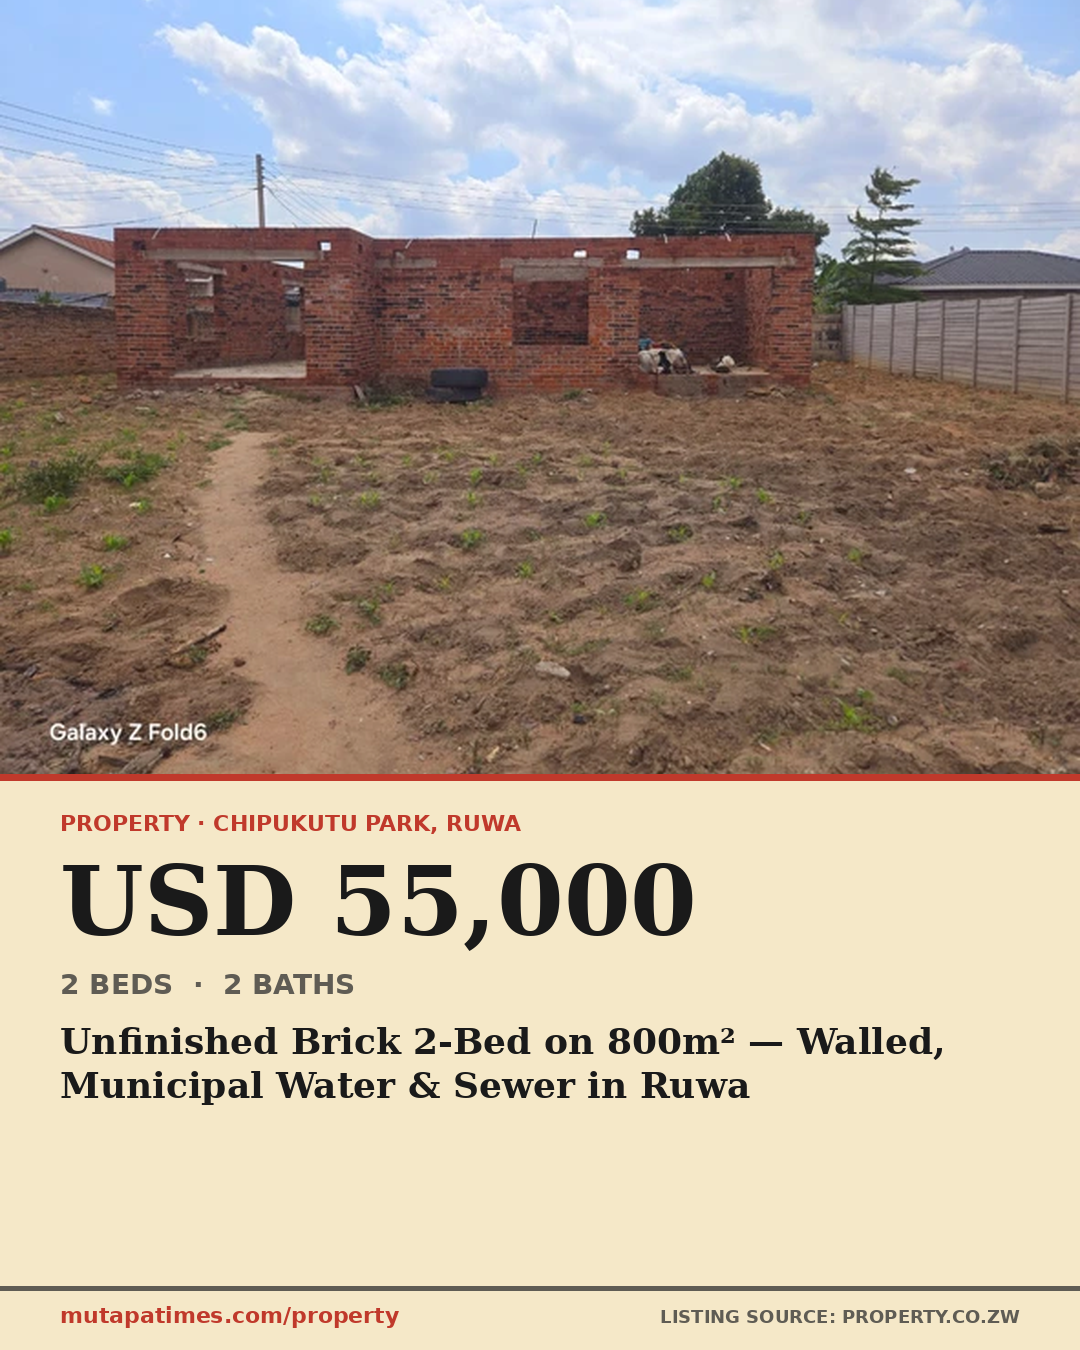 Galaxy Z Fold6
PROPERTY · CHIPUKUTU PARK, RUWA
USD 55,000
2 BEDS · 2 BATHS
Unfinished Brick 2-Bed on 800m² — Walled,
Municipal Water & Sewer in Ruwa
mutapatimes.com/property
LISTING SOURCE: PROPERTY.CO.ZW